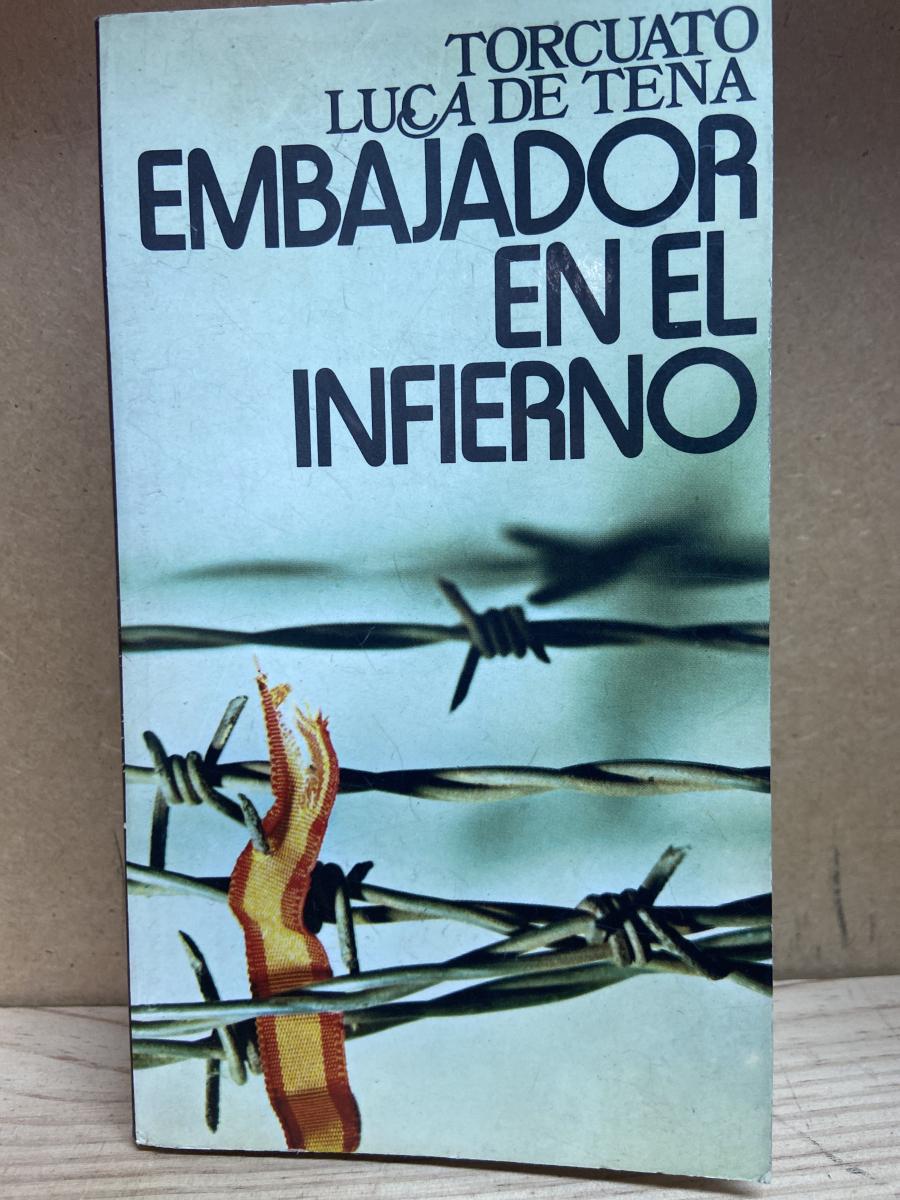 TORCUATO
LUCA DE TENA
EMBAJADOR
EN EL
INFIERNO